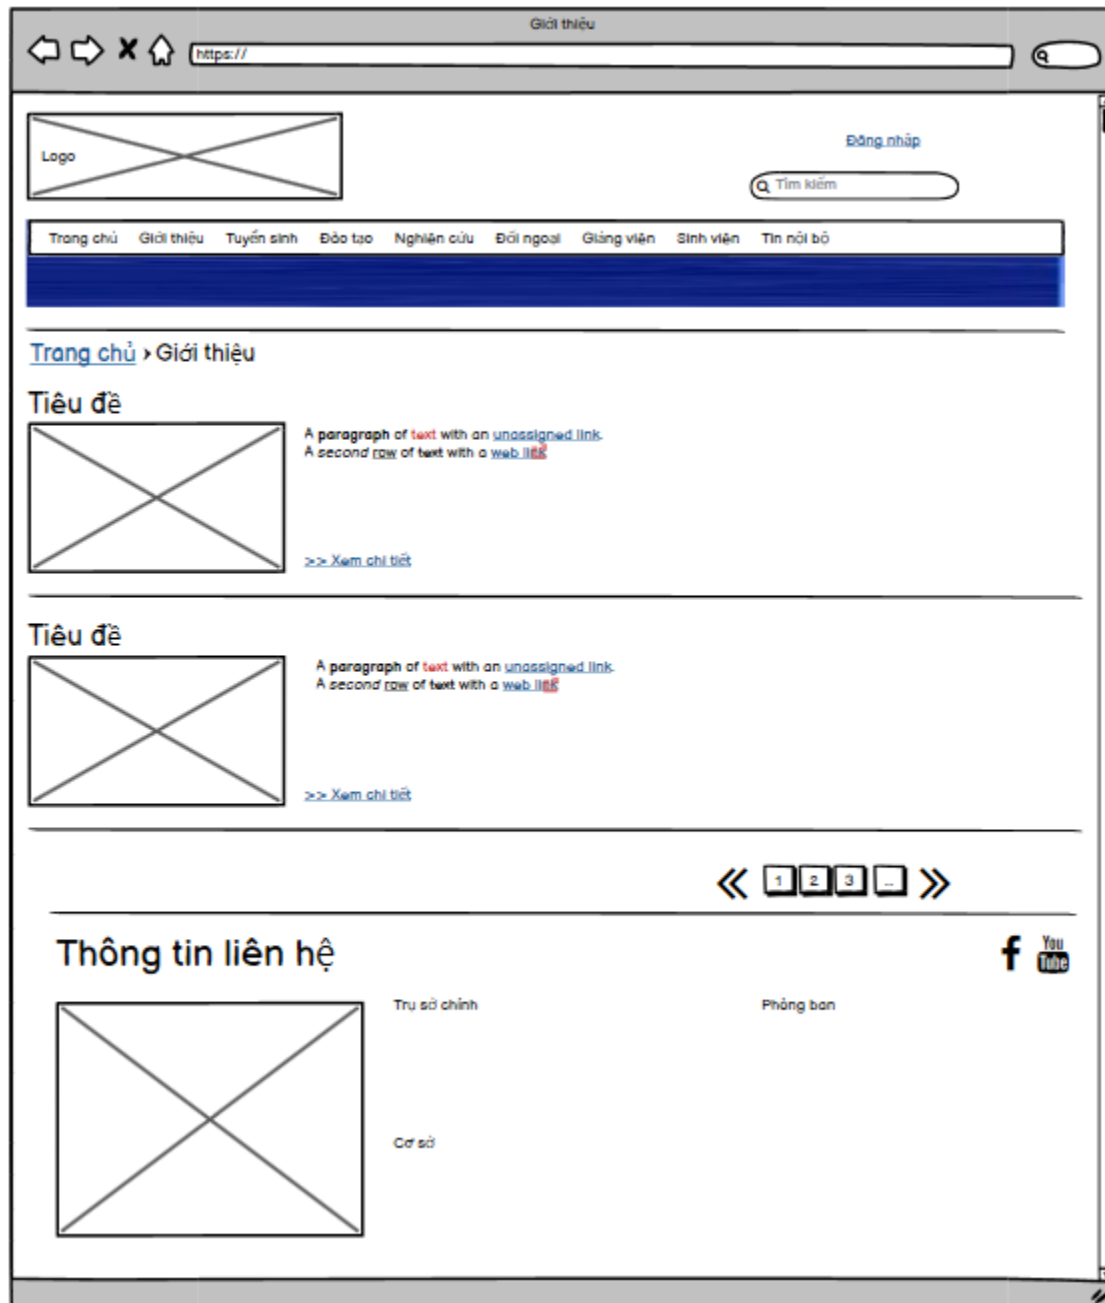 Giới thiệu
https://
Logo
Đăng nhập
Tìm kiếm
Trang chủ Giới thiệu Tuyển sinh Đào tạo Nghiên cứu Đối ngoại Giảng viên Sinh viên Tin nội bộ
Trang chủ › Giới thiệu
Tiêu đề
A paragraph of text with an unassigned link.
A second row of text with a web link
>> Xem chi tiết
Tiêu đề
A paragraph of text with an unassigned link.
A second row of text with a web link
>> Xem chi tiết
1 2 3 ...
Thông tin liên hệ
f You Tube
Trụ sở chính
Phòng ban
Cơ sở